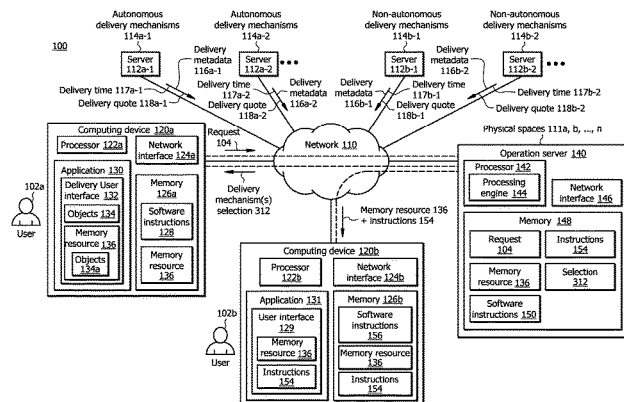 100
Autonomous
delivery mechanisms
114a-1
Autonomous
delivery mechanisms
114a-2
Non-autonomous
delivery mechanisms
114b-1
Non-autonomous
delivery mechanisms
114b-2
Server
112a-1
Server
112a-2
Server
112b-1
Server
112b-2
Delivery
metadata
116a-1
Delivery time 117a-1
Delivery quote 118a-1
Delivery
metadata
116a-2
Delivery time
117a-2
Delivery quote
118a-2
Delivery
metadata
116b-1
Delivery time
117b-1
Delivery quote
118b-1
Delivery
metadata
116b-2
Delivery time 117b-2
Delivery quote 118b-2
Network 110
Request
104
Delivery
mechanism(s)
selection 312
Memory resource 136
+ instructions 154
Physical spaces 111a, b, ..., n
102a
User
Computing device 120a
Processor 122a
Network
interface 124a
Application 130
Delivery User
interface 132
Objects 134
Memory
resource 136
Objects
134a
Memory
126a
Software
instructions
128
Memory
resource
136
102b
User
Computing device 120b
Processor
122b
Network
interface 124b
Application 131
User interface
129
Memory
resource 136
Instructions
154
Memory 126b
Software
instructions
156
Memory
resource 136
Instructions
154
Operation server
140
Processor
142
Processing
engine 144
Network
interface 146
Memory 148
Request
104
Instructions
154
Memory
resource 136
Selection
312
Software
instructions 150